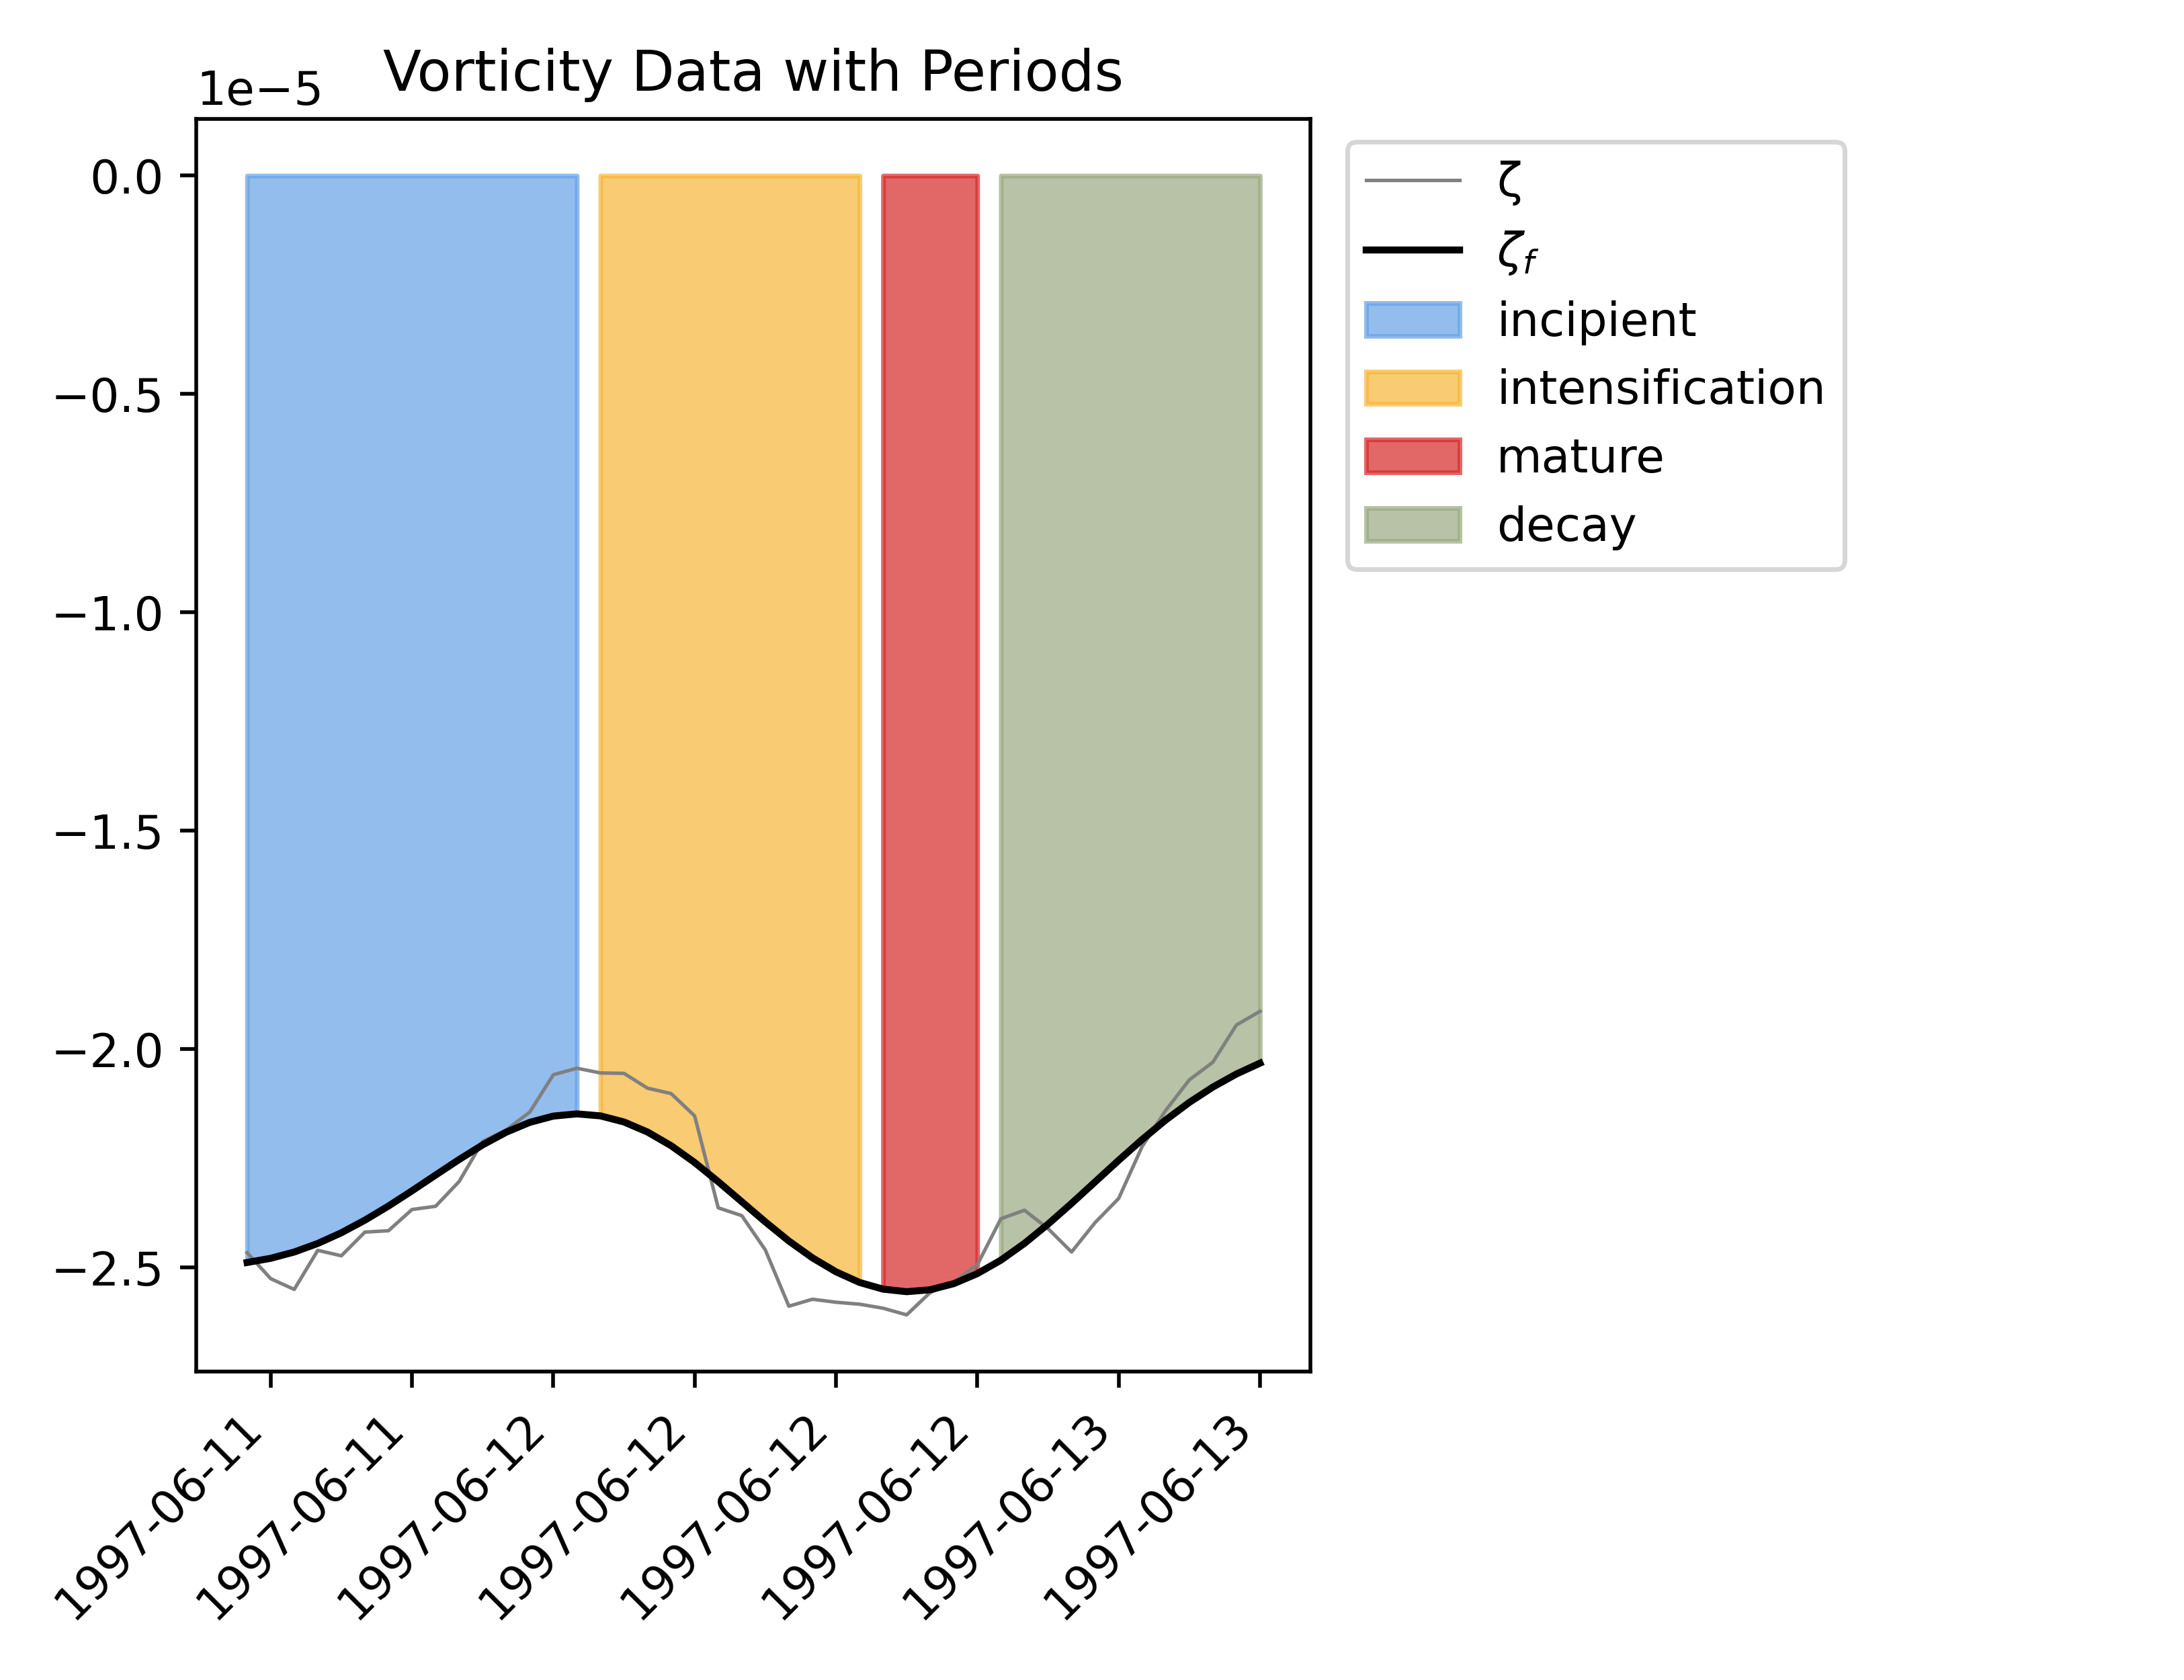 Vorticity Data with Periods
1e−5
0.0
−0.5
−1.0
−1.5
−2.0
−2.5
1997-06-11
1997-06-11
1997-06-12
1997-06-12
1997-06-12
1997-06-12
1997-06-13
1997-06-13
ζ
ζf
incipient
intensification
mature
decay